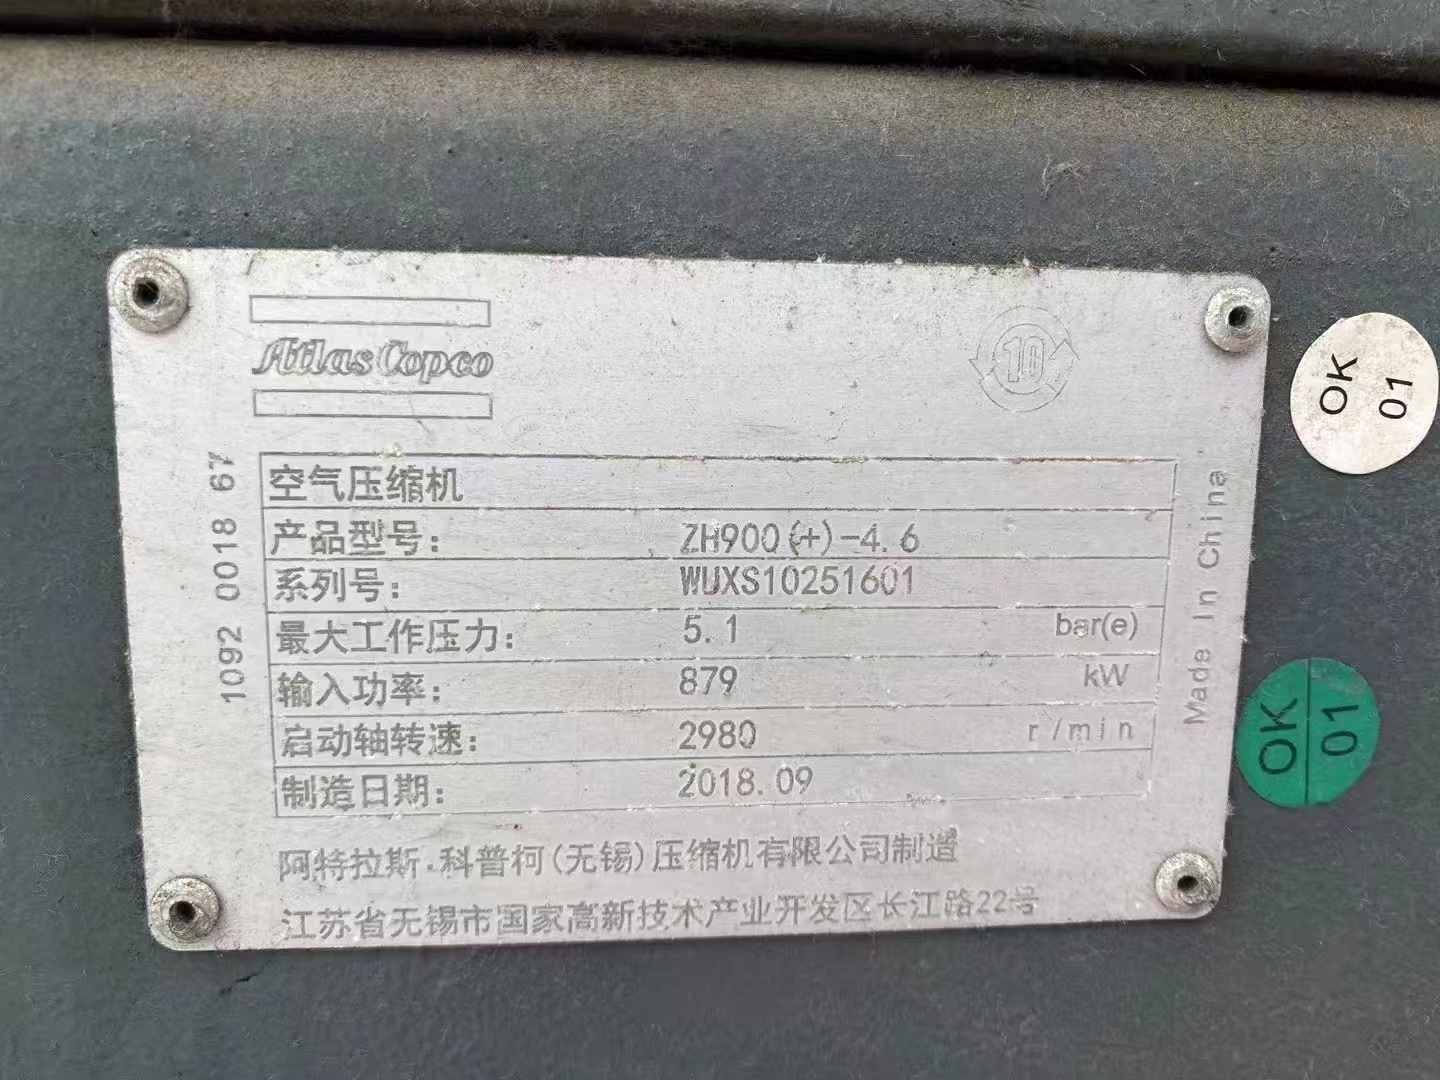 Atlas Copco
10
1092 0018 67
空气压缩机
产品型号: ZH900(+)-4.6
系列号: WUXS10251601
最大工作压力: 5.1 bar(e)
输入功率: 879 kW
启动轴转速: 2980 r/min
制造日期: 2018.09
Made In China
阿特拉斯·科普柯(无锡)压缩机有限公司制造
江苏省无锡市国家高新技术产业开发区长江路22号
OK
01
OK
01